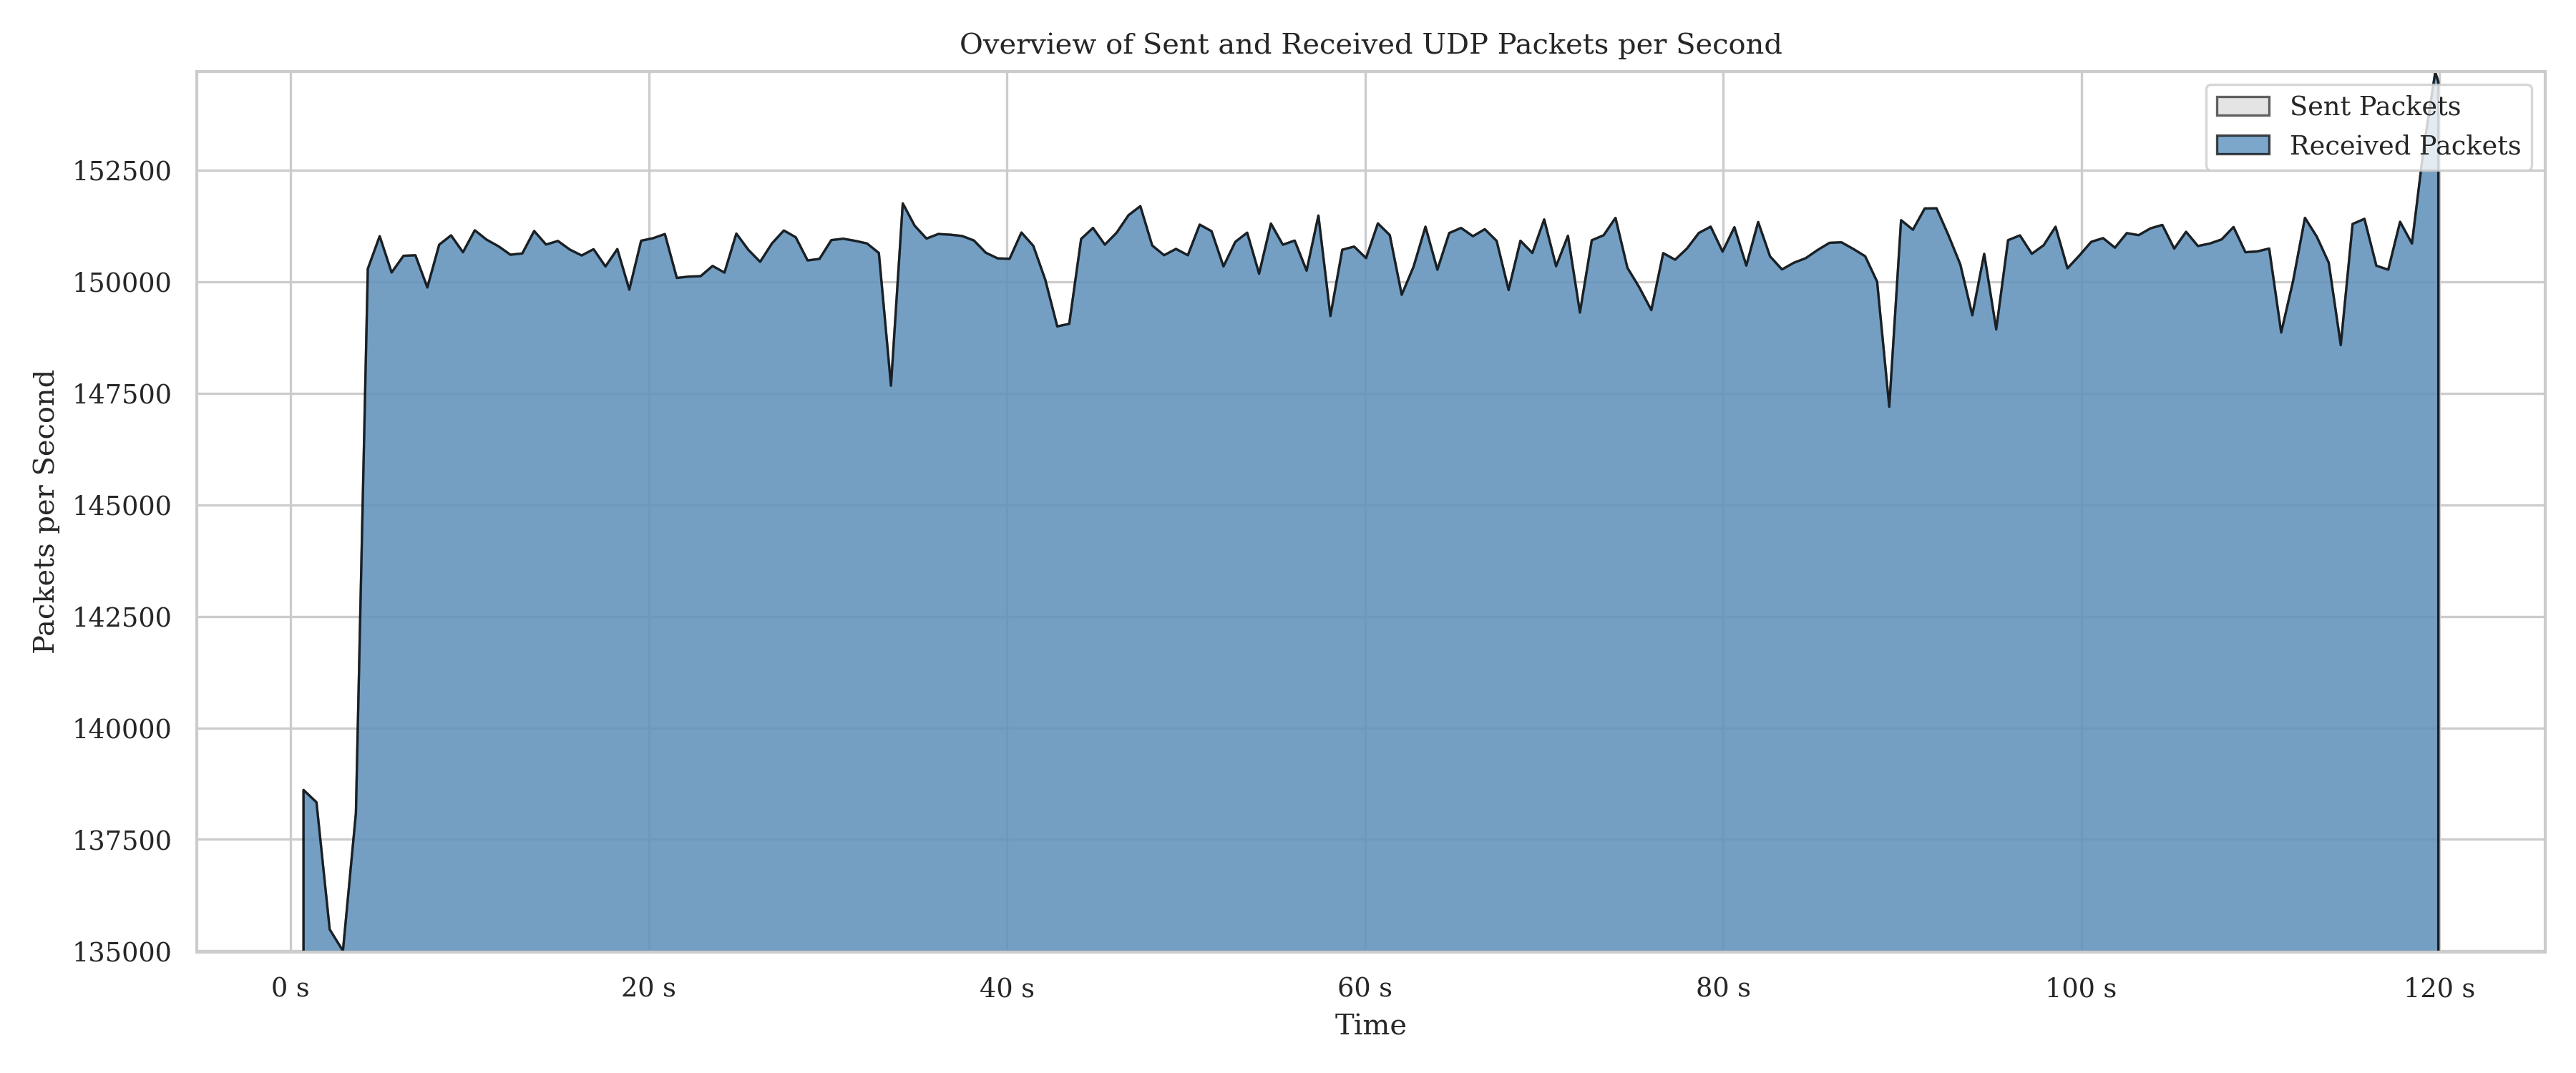 Overview of Sent and Received UDP Packets per Second
Sent Packets
Received Packets
Packets per Second
152500
150000
147500
145000
142500
140000
137500
135000
0 s
20 s
40 s
60 s
80 s
100 s
120 s
Time